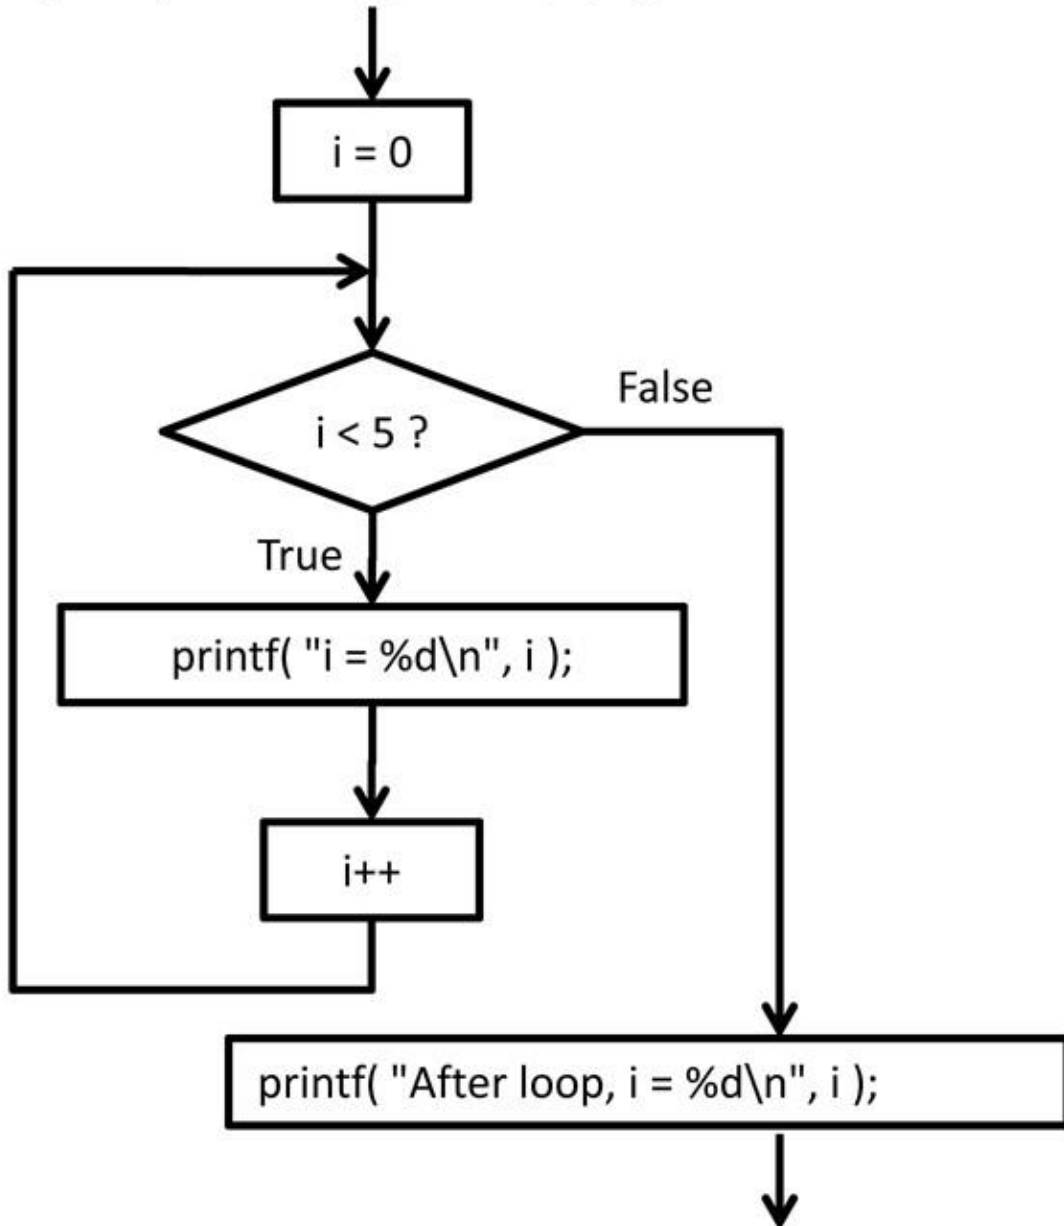 i = 0
i < 5 ?
False
True
printf( "i = %d\n", i );
i++
printf( "After loop, i = %d\n", i );